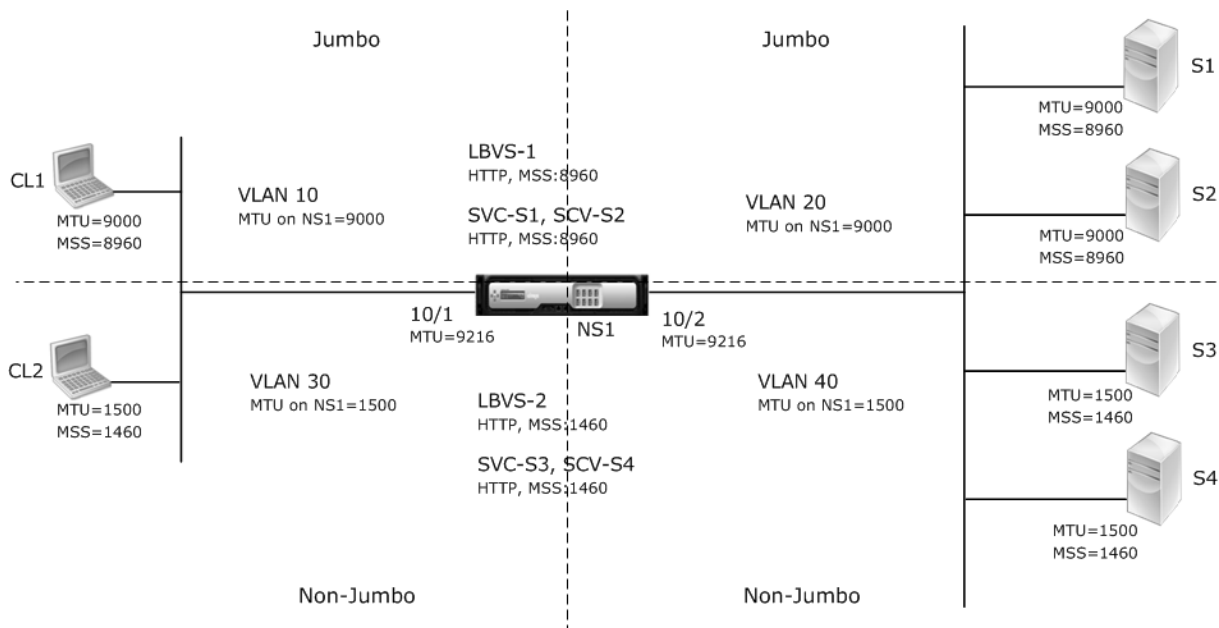 Jumbo
Jumbo
S1
MTU=9000
MSS=8960
LBVS-1
HTTP, MSS:8960
CL1
VLAN 10
MTU on NS1=9000
MTU=9000
MSS=8960
SVC-S1, SCV-S2
HTTP, MSS:8960
VLAN 20
MTU on NS1=9000
S2
MTU=9000
MSS=8960
10/1
MTU=9216
NS1
10/2
MTU=9216
S3
MTU=1500
MSS=1460
CL2
VLAN 30
MTU on NS1=1500
MTU=1500
MSS=1460
LBVS-2
HTTP, MSS:1460
VLAN 40
MTU on NS1=1500
SVC-S3, SCV-S4
HTTP, MSS:1460
S4
MTU=1500
MSS=1460
Non-Jumbo
Non-Jumbo